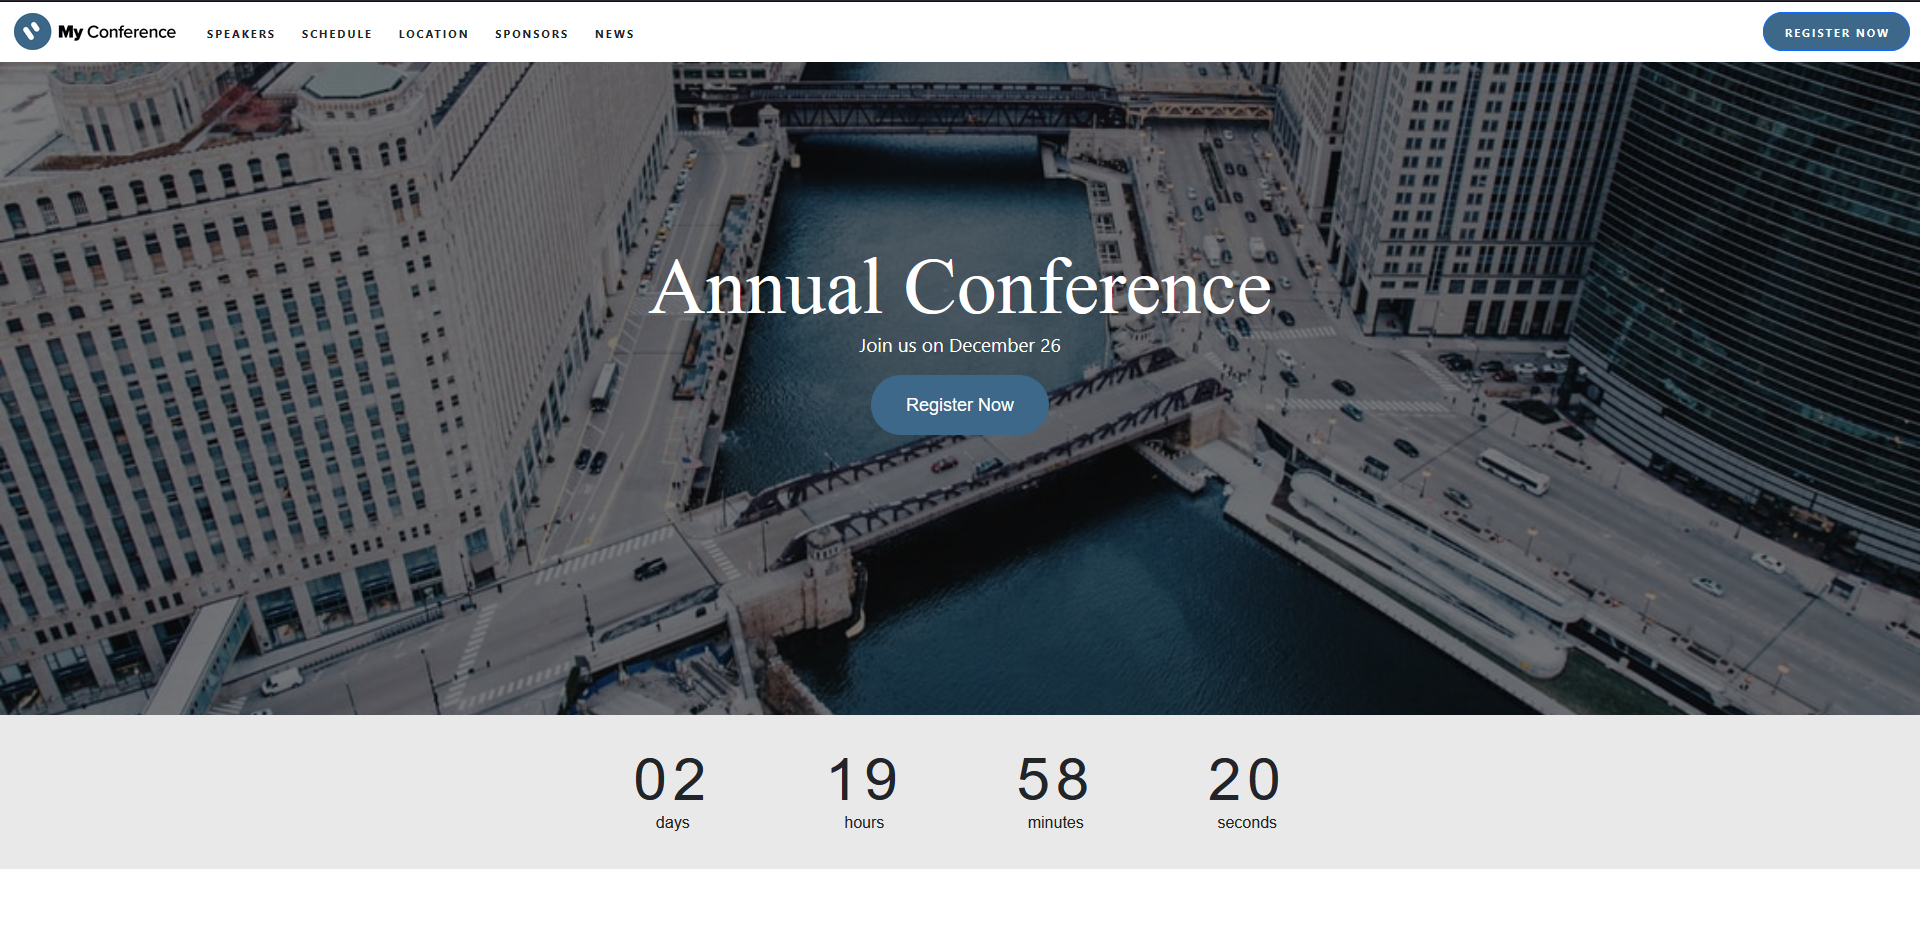 My Conference SPEAKERS SCHEDULE LOCATION SPONSORS NEWS REGISTER NOW
Annual Conference
Join us on December 26
Register Now
02 19 58 20
days hours minutes seconds